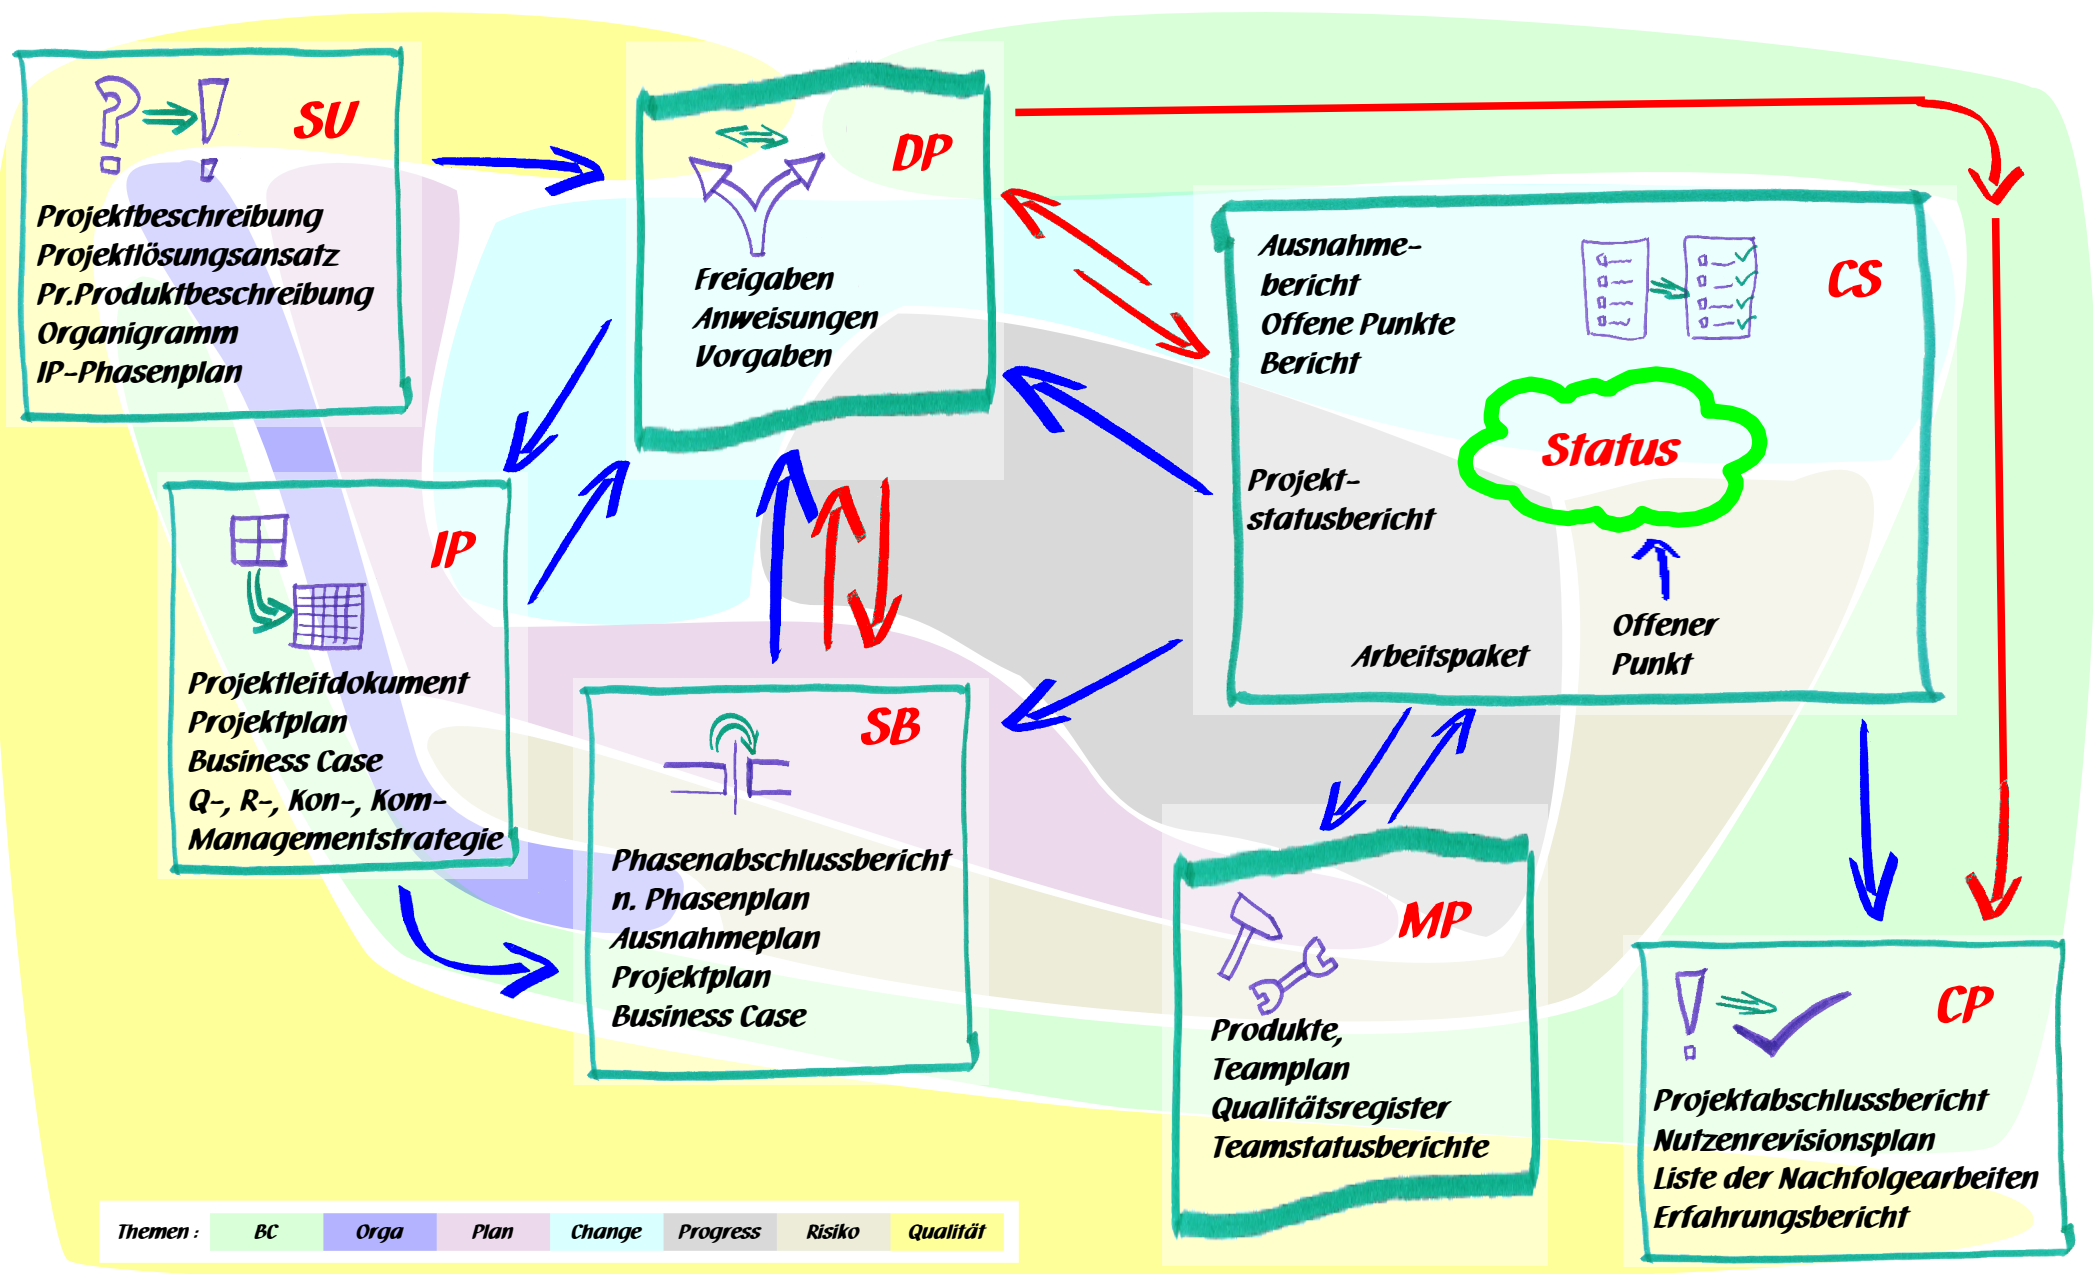 SU
Projektbeschreibung
Projektlösungsansatz
Pr.Produktbeschreibung
Organigramm
IP-Phasenplan
DP
Freigaben
Anweisungen
Vorgaben
CS
Ausnahme-
bericht
Offene Punkte
Bericht
Status
Projekt-
statusbericht
Offener
Punkt
Arbeitspaket
IP
Projektleitdokument
Projektplan
Business Case
Q-, R-, Kon-, Kom-
Managementstrategie
SB
Phasenabschlussbericht
n. Phasenplan
Ausnahmeplan
Projektplan
Business Case
MP
Produkte,
Teamplan
Qualitätsregister
Teamstatusberichte
CP
Projektabschlussbericht
Nutzenrevisionsplan
Liste der Nachfolgearbeiten
Erfahrungsbericht
Themen : BC Orga Plan Change Progress Risiko Qualität